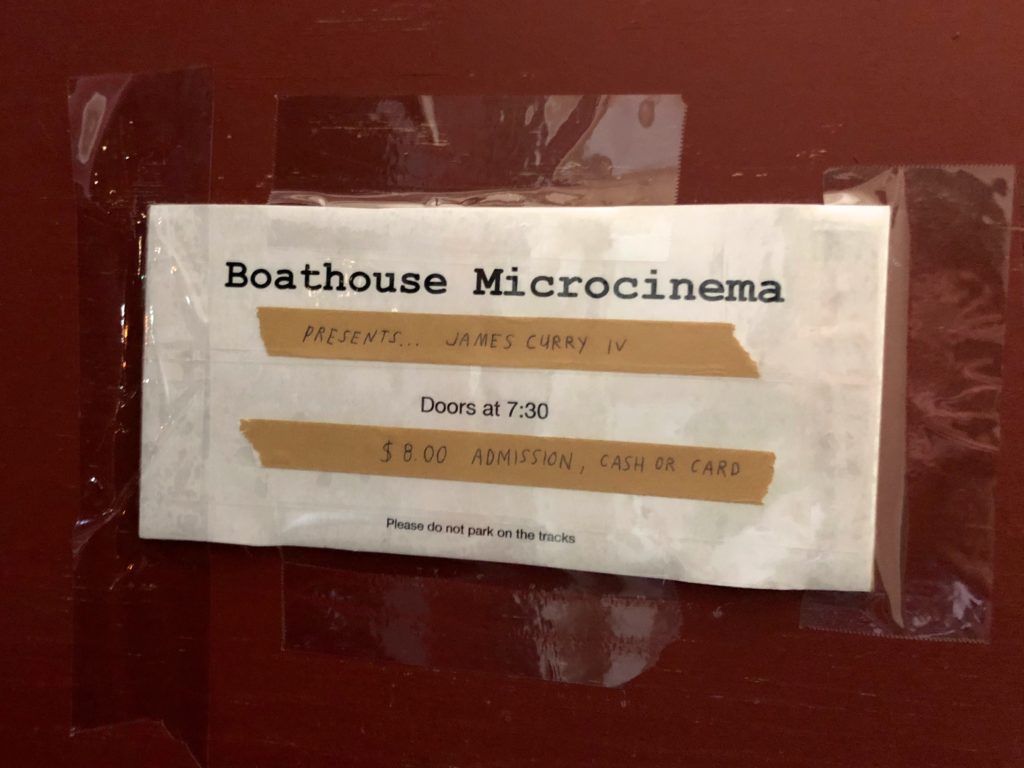 Boathouse Microcinema
PRESENTS... JAMES CURRY IV
Doors at 7:30
$8.00 ADMISSION, CASH OR CARD
Please do not park on the tracks